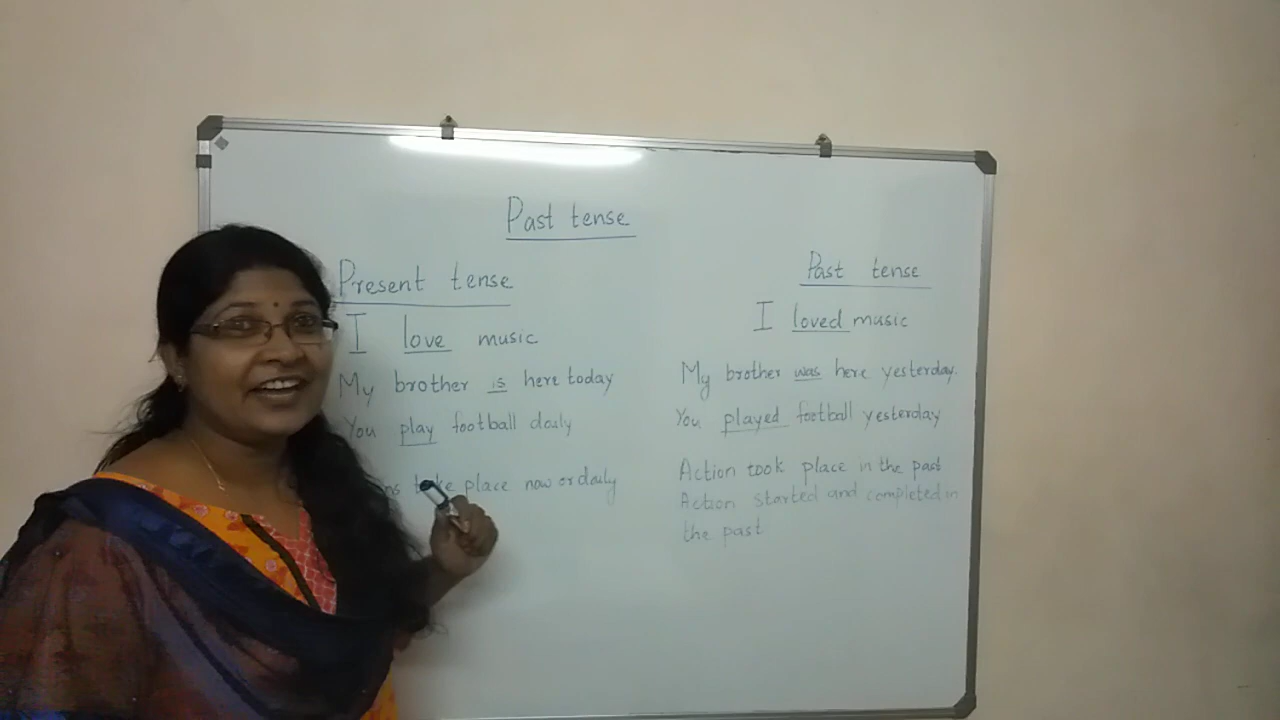 Past tense
Present tense
I love music
My brother is here today
You play football daily
place now or daily
Past tense
I loved music
My brother was here yesterday.
You played football yesterday
Action took place in the past
Action started and completed in
the past